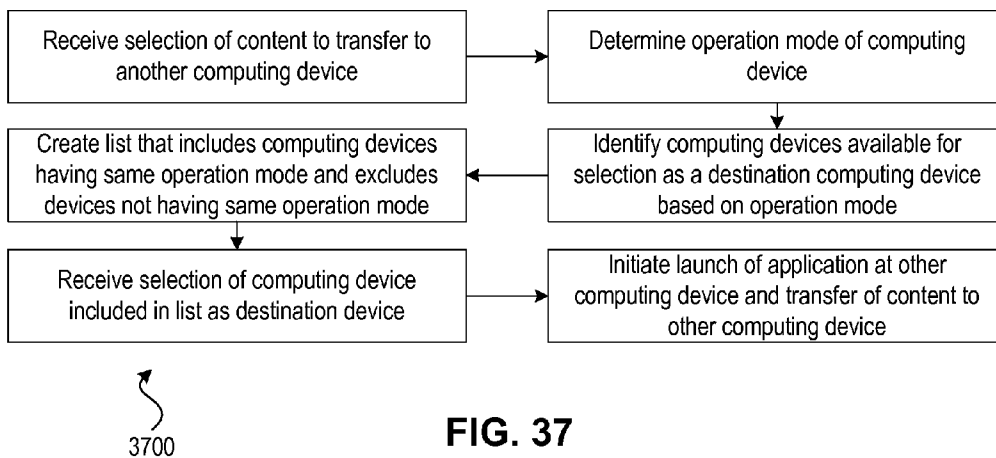 Receive selection of content to transfer to
another computing device
Determine operation mode of computing
device
Identify computing devices available for
selection as a destination computing device
based on operation mode
Create list that includes computing devices
having same operation mode and excludes
devices not having same operation mode
Receive selection of computing device
included in list as destination device
Initiate launch of application at other
computing device and transfer of content to
other computing device
3700
FIG. 37